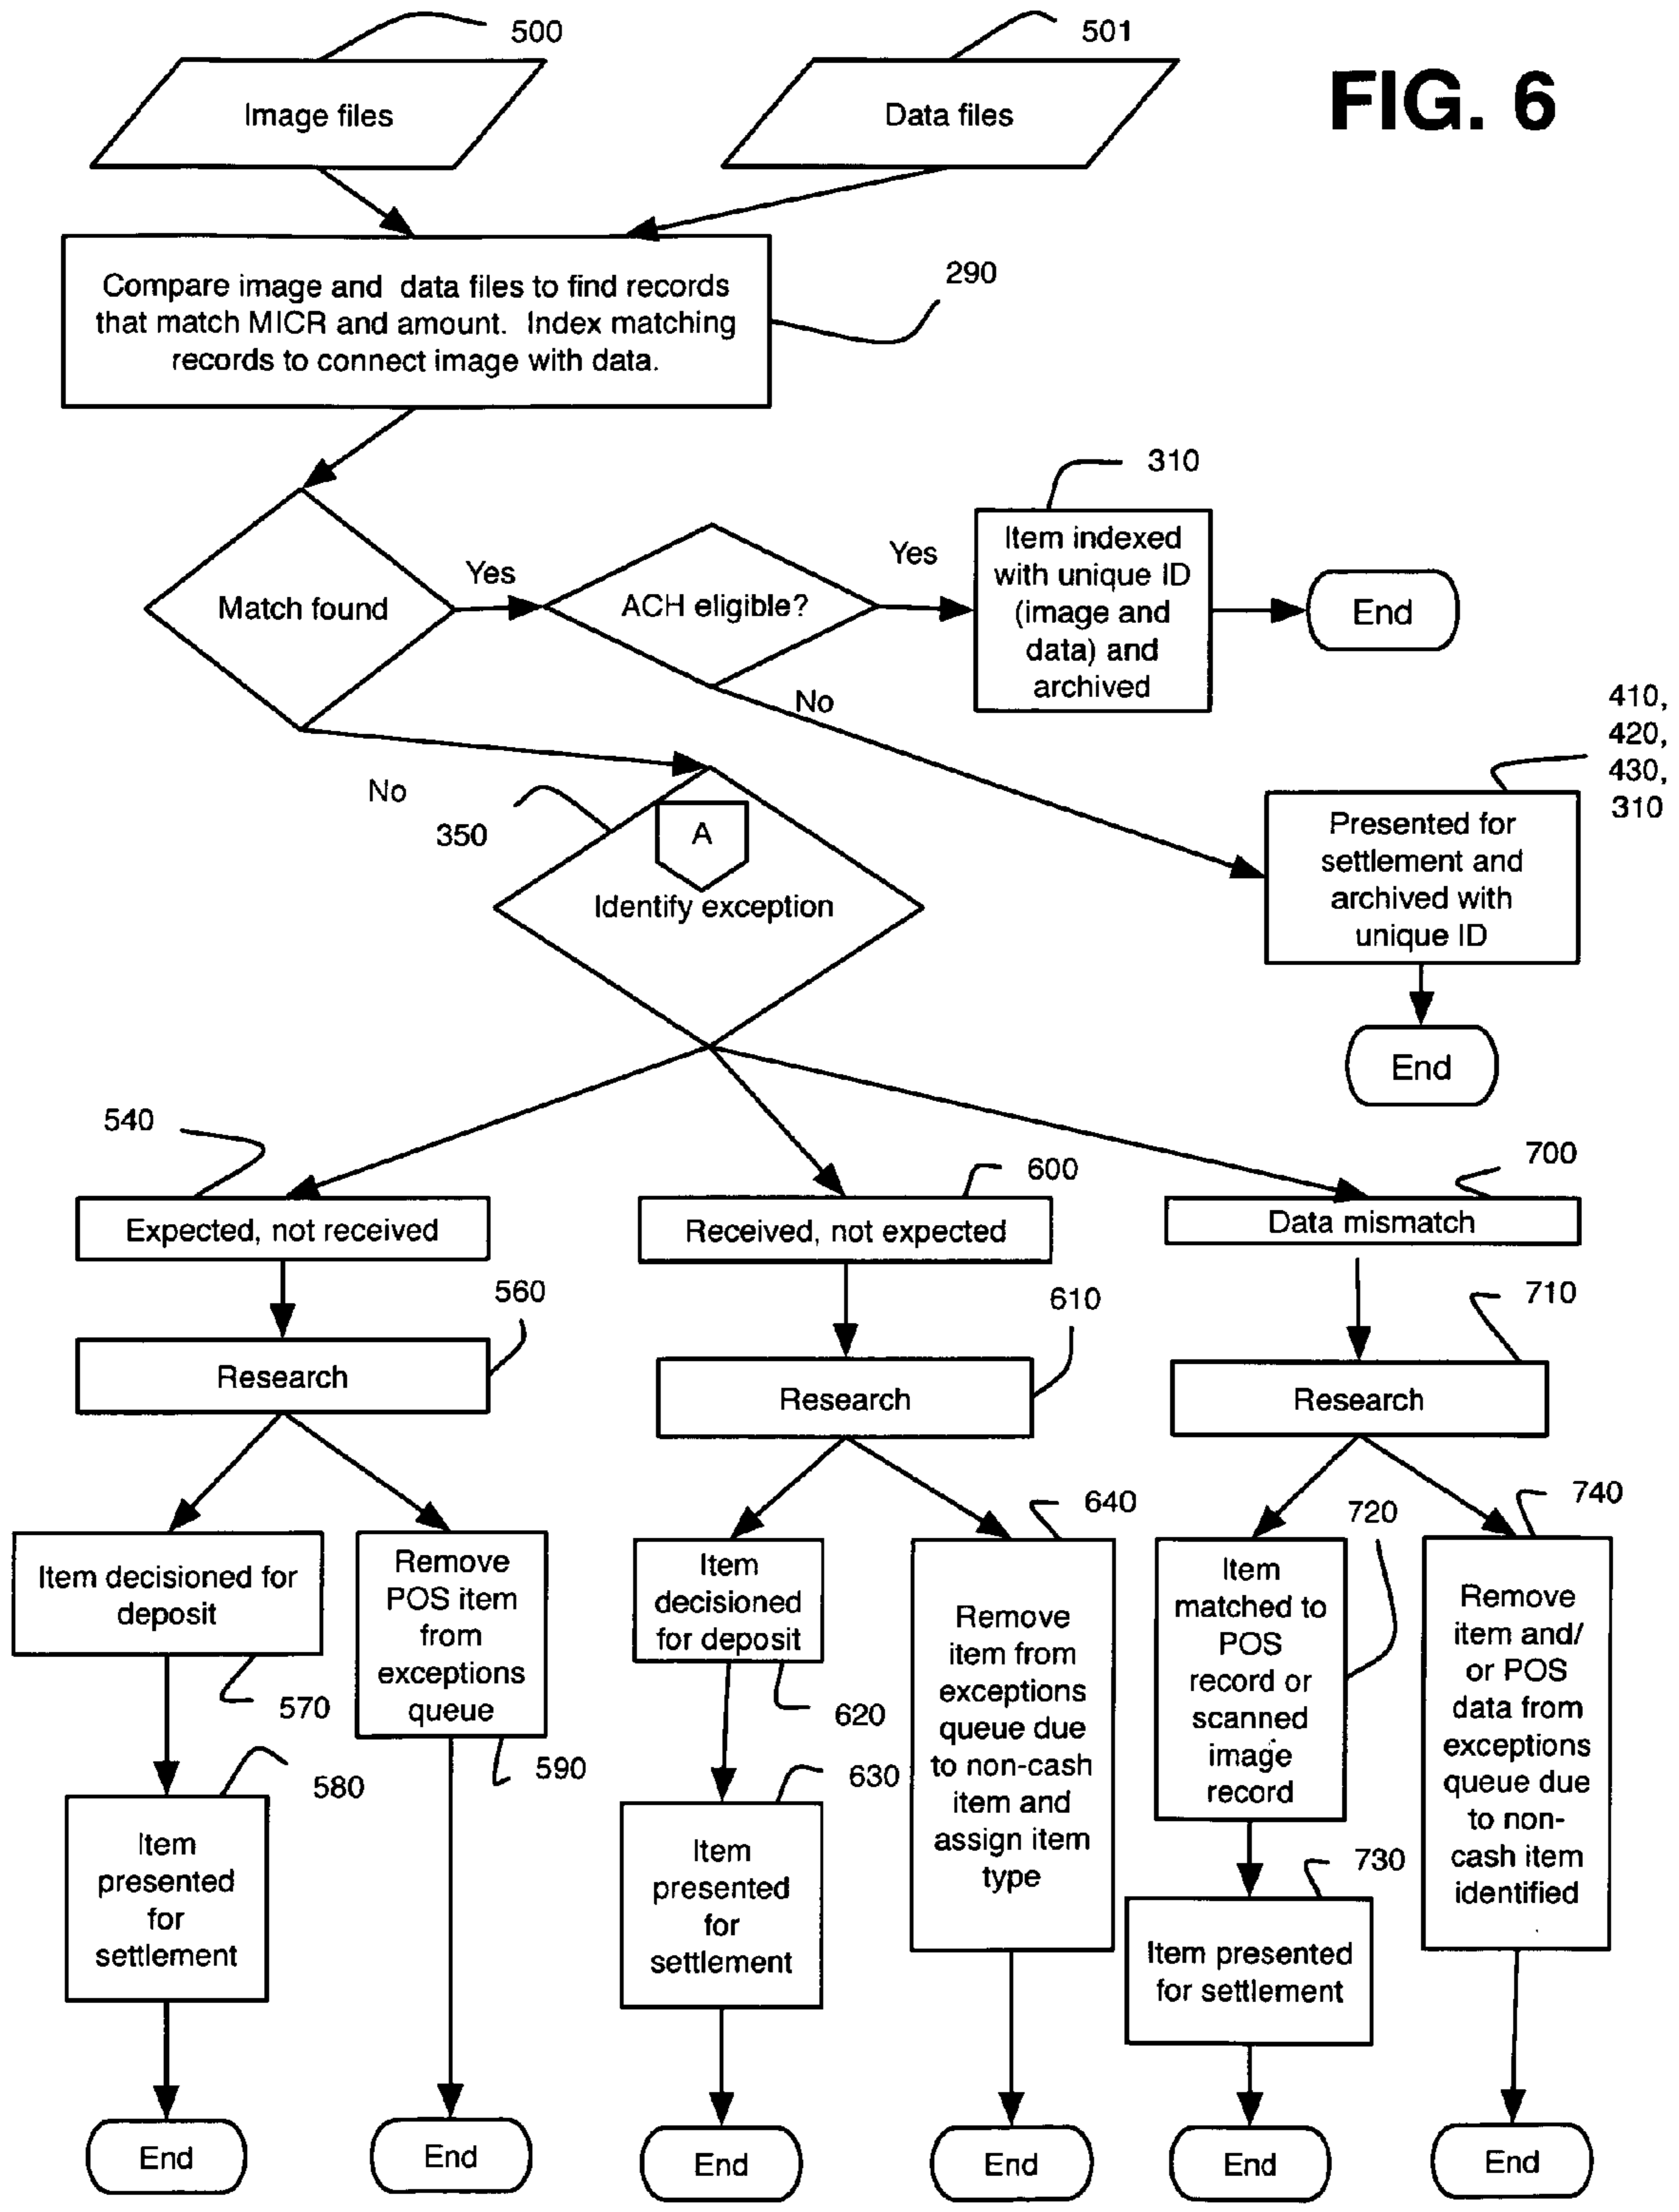 500
501
FIG. 6
Image files
Data files
Compare image and data files to find records
that match MICR and amount. Index matching
records to connect image with data.
290
310
Match found
Yes
ACH eligible?
Yes
Item indexed
with unique ID
(image and
data) and
archived
End
No
410,
420,
430,
310
No
350
A
Identify exception
Presented for
settlement and
archived with
unique ID
End
540
600
700
Expected, not received
Received, not expected
Data mismatch
560
610
710
Research
Research
Research
640
720
740
Item decisioned for
deposit
570
Remove
POS item
from
exceptions
queue
590
Item
decisioned
for deposit
620
Remove
item from
exceptions
queue due
to non-cash
item and
assign item
type
Item
matched to
POS
record or
scanned
image
record
Remove
item and/
or POS
data from
exceptions
queue due
to non-
cash item
identified
580
630
730
Item
presented
for
settlement
Item
presented
for
settlement
Item presented
for settlement
End
End
End
End
End
End